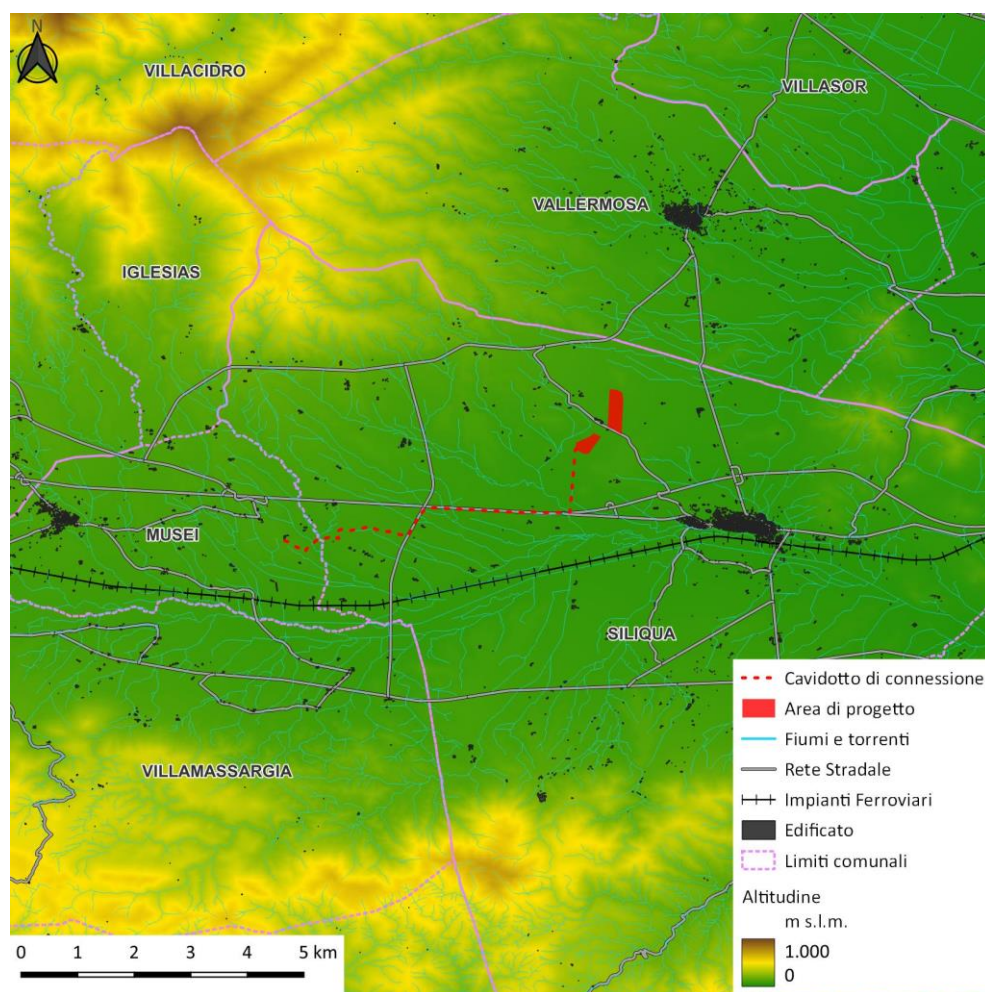 N
VILLACIDRO
VILLASOR
VALLERMOSA
IGLESIAS
MUSEI
SILIQUA
VILLAMASSARGIA
Cavidotto di connessione
Area di progetto
Fiumi e torrenti
Rete Stradale
Impianti Ferroviari
Edificato
Limiti comunali
Altitudine
m s.l.m.
1.000
0
0 1 2 3 4 5 km